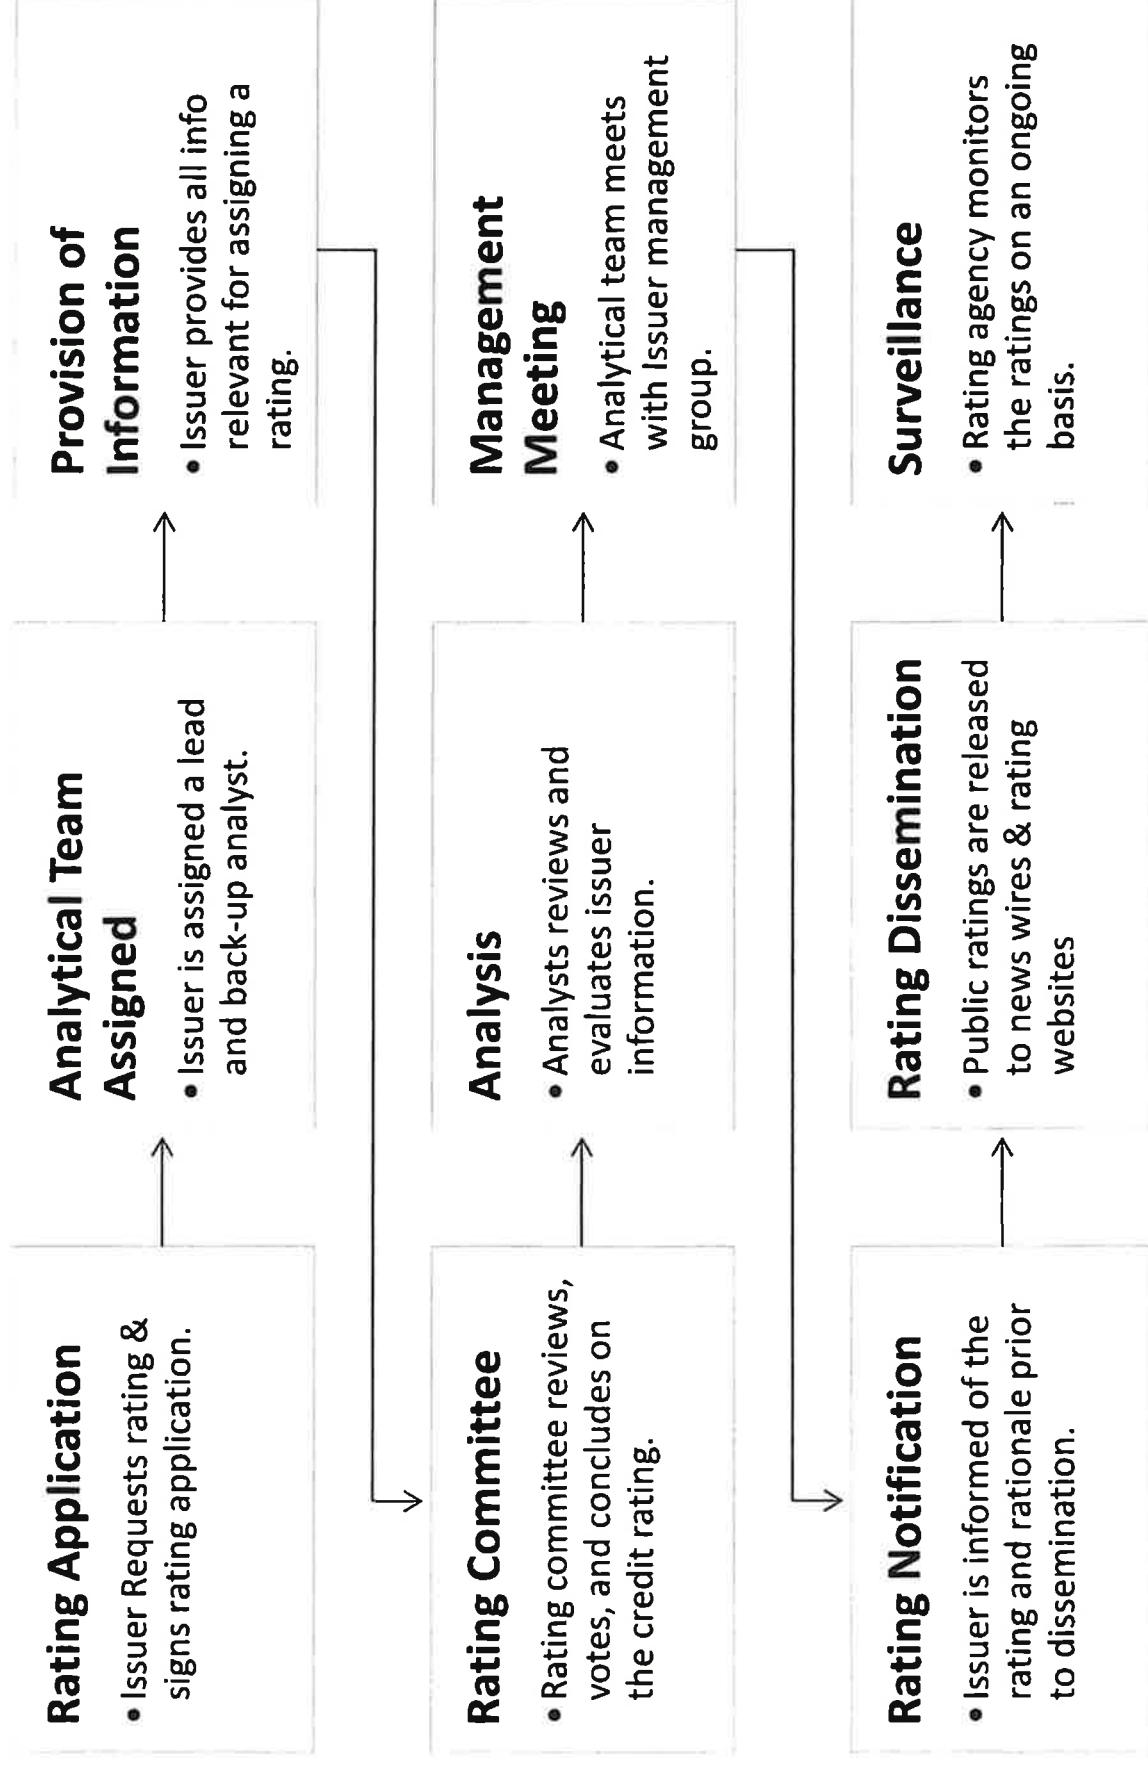 Rating Application
• Issuer Requests rating &
signs rating application.
Analytical Team
Assigned
• Issuer is assigned a lead
and back-up analyst.
Provision of
Information
• Issuer provides all info
relevant for assigning a
rating.
Rating Committee
• Rating committee reviews,
votes, and concludes on
the credit rating.
Analysis
• Analysts reviews and
evaluates issuer
information.
Management
Meeting
• Analytical team meets
with Issuer management
group.
Rating Notification
• Issuer is informed of the
rating and rationale prior
to dissemination.
Rating Dissemination
• Public ratings are released
to news wires & rating
websites
Surveillance
• Rating agency monitors
the ratings on an ongoing
basis.